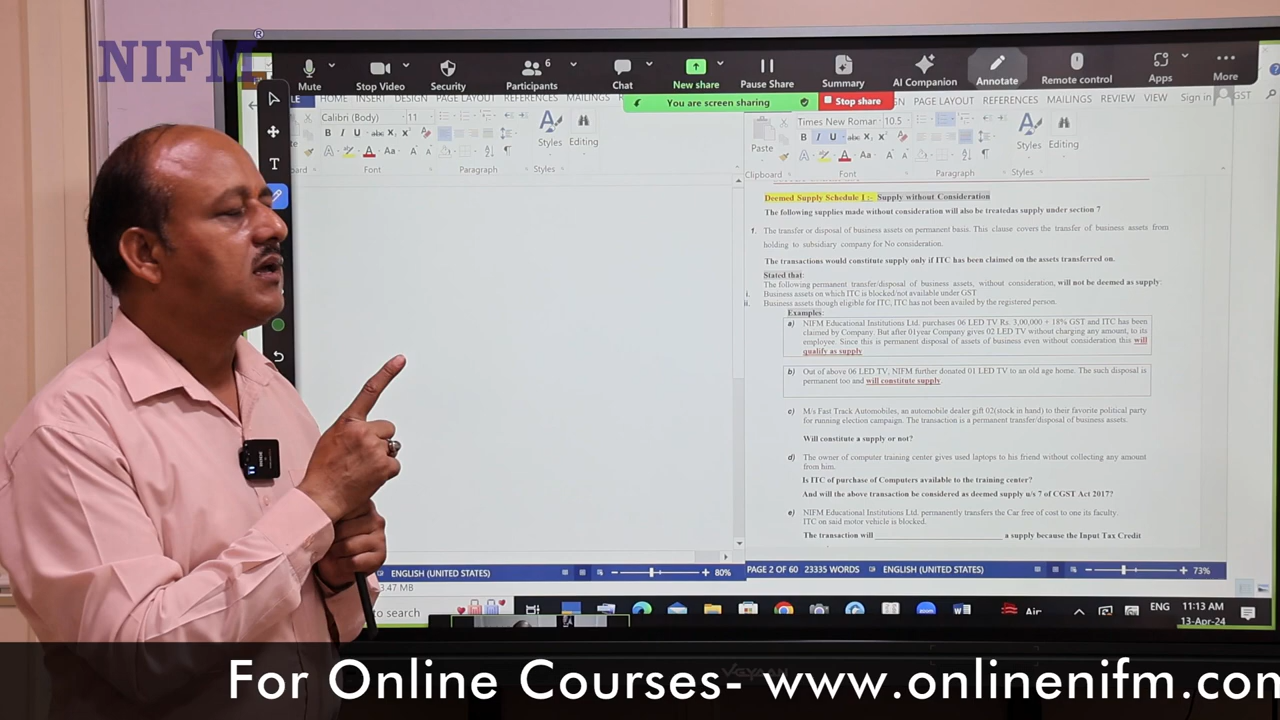 NIFM®
Mute
Stop Video
Security
6
Participants
Chat
New share
Pause Share
Summary
AI Companion
Annotate
Remote control
Apps
More
You are screen sharing
Stop share
HOME INSERT DESIGN PAGE LAYOUT REFERENCES MAILINGS
PAGE LAYOUT REFERENCES MAILINGS REVIEW VIEW Sign in
Calibri (Body) 11
Styles Editing
Font Paragraph Styles
Times New Romar 10.5
Paste
Styles Editing
Clipboard Font Paragraph Styles
Deemed Supply Schedule I :- Supply without Consideration
The following supplies made without consideration will also be treatedas supply under section 7
1. The transfer or disposal of business assets on permanent basis. This clause covers the transfer of business assets from
holding to subsidiary company for No consideration.
The transactions would constitute supply only if ITC has been claimed on the assets transferred on.
Stated that:
The following permanent transfer/disposal of business assets, without consideration, will not be deemed as supply:
i. Business assets on which ITC is blocked/not available under GST
ii. Business assets though eligible for ITC, ITC has not been availed by the registered person.
Examples:
a) NIFM Educational Institutions Ltd. purchases 06 LED TV Rs. 3,00,000 + 18% GST and ITC has been
claimed by Company. But after 01year Company gives 02 LED TV without charging any amount, to its
employee. Since this is permanent disposal of assets of business even without consideration this will
qualify as supply
b) Out of above 06 LED TV, NIFM further donated 01 LED TV to an old age home. The such disposal is
permanent too and will constitute supply
c) M/s Fast Track Automobiles, an automobile dealer gift 02(stock in hand) to their favorite political party
for running election campaign. The transaction is a permanent transfer/disposal of business assets.
Will constitute a supply or not?
d) The owner of computer training center gives used laptops to his friend without collecting any amount
from him.
Is ITC of purchase of Computers available to the training center?
And will the above transaction be considered as deemed supply u/s 7 of CGST Act 2017?
e) NIFM Educational Institutions Ltd. permanently transfers the Car free of cost to one its faculty.
ITC on said motor vehicle is blocked.
The transaction will ______________________ a supply because the Input Tax Credit
ENGLISH (UNITED STATES) 80%
PAGE 2 OF 60 23335 WORDS ENGLISH (UNITED STATES) 73%
3.47 MB
to search
Air
ENG
11:13 AM
13-Apr-24
VGYAAN
For Online Courses- www.onlinenifm.com